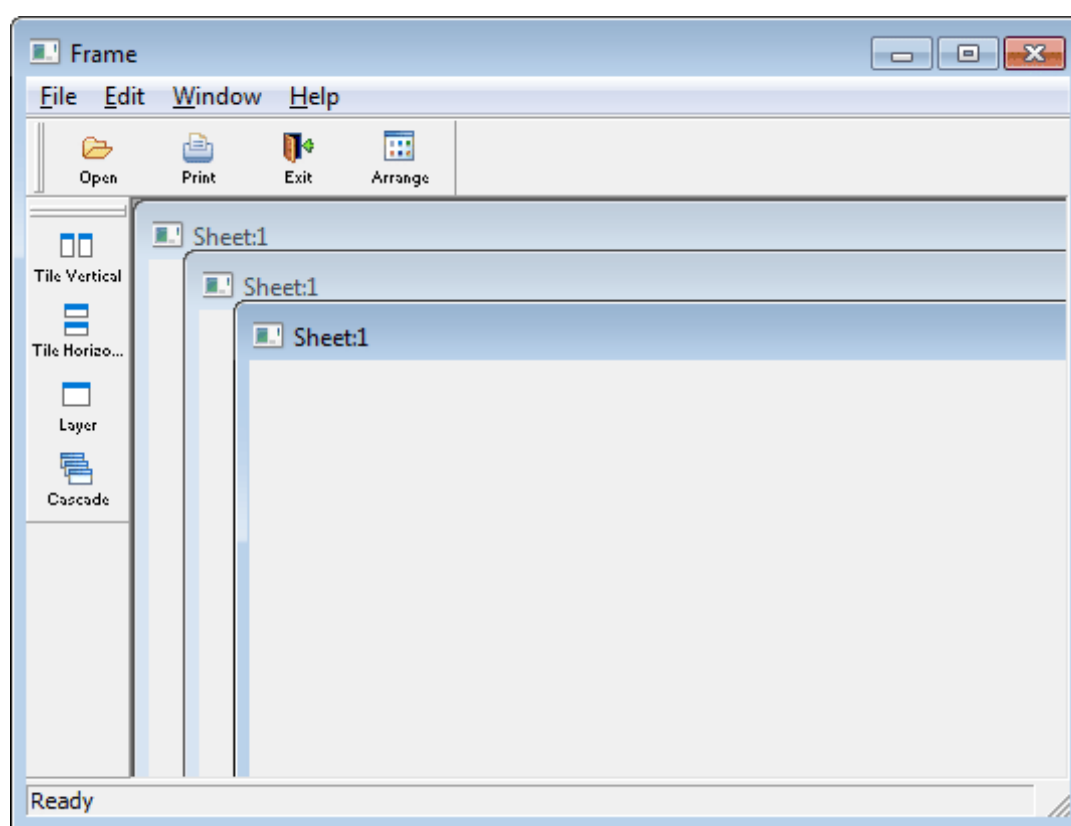 Frame
File Edit Window Help
Open Print Exit Arrange
Sheet:1
Tile Vertical
Sheet:1
Sheet:1
Tile Horizo...
Layer
Cascade
Ready